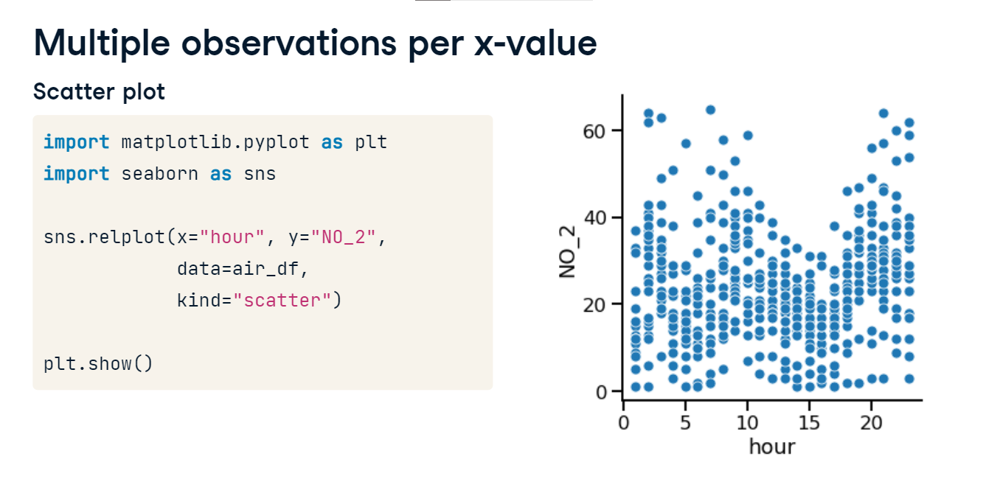 Multiple observations per x-value
Scatter plot
import matplotlib.pyplot as plt
import seaborn as sns
sns.relplot(x="hour", y="NO_2",
            data=air_df,
            kind="scatter")
plt.show()
60
40
20
0
NO_2
0 5 10 15 20
hour